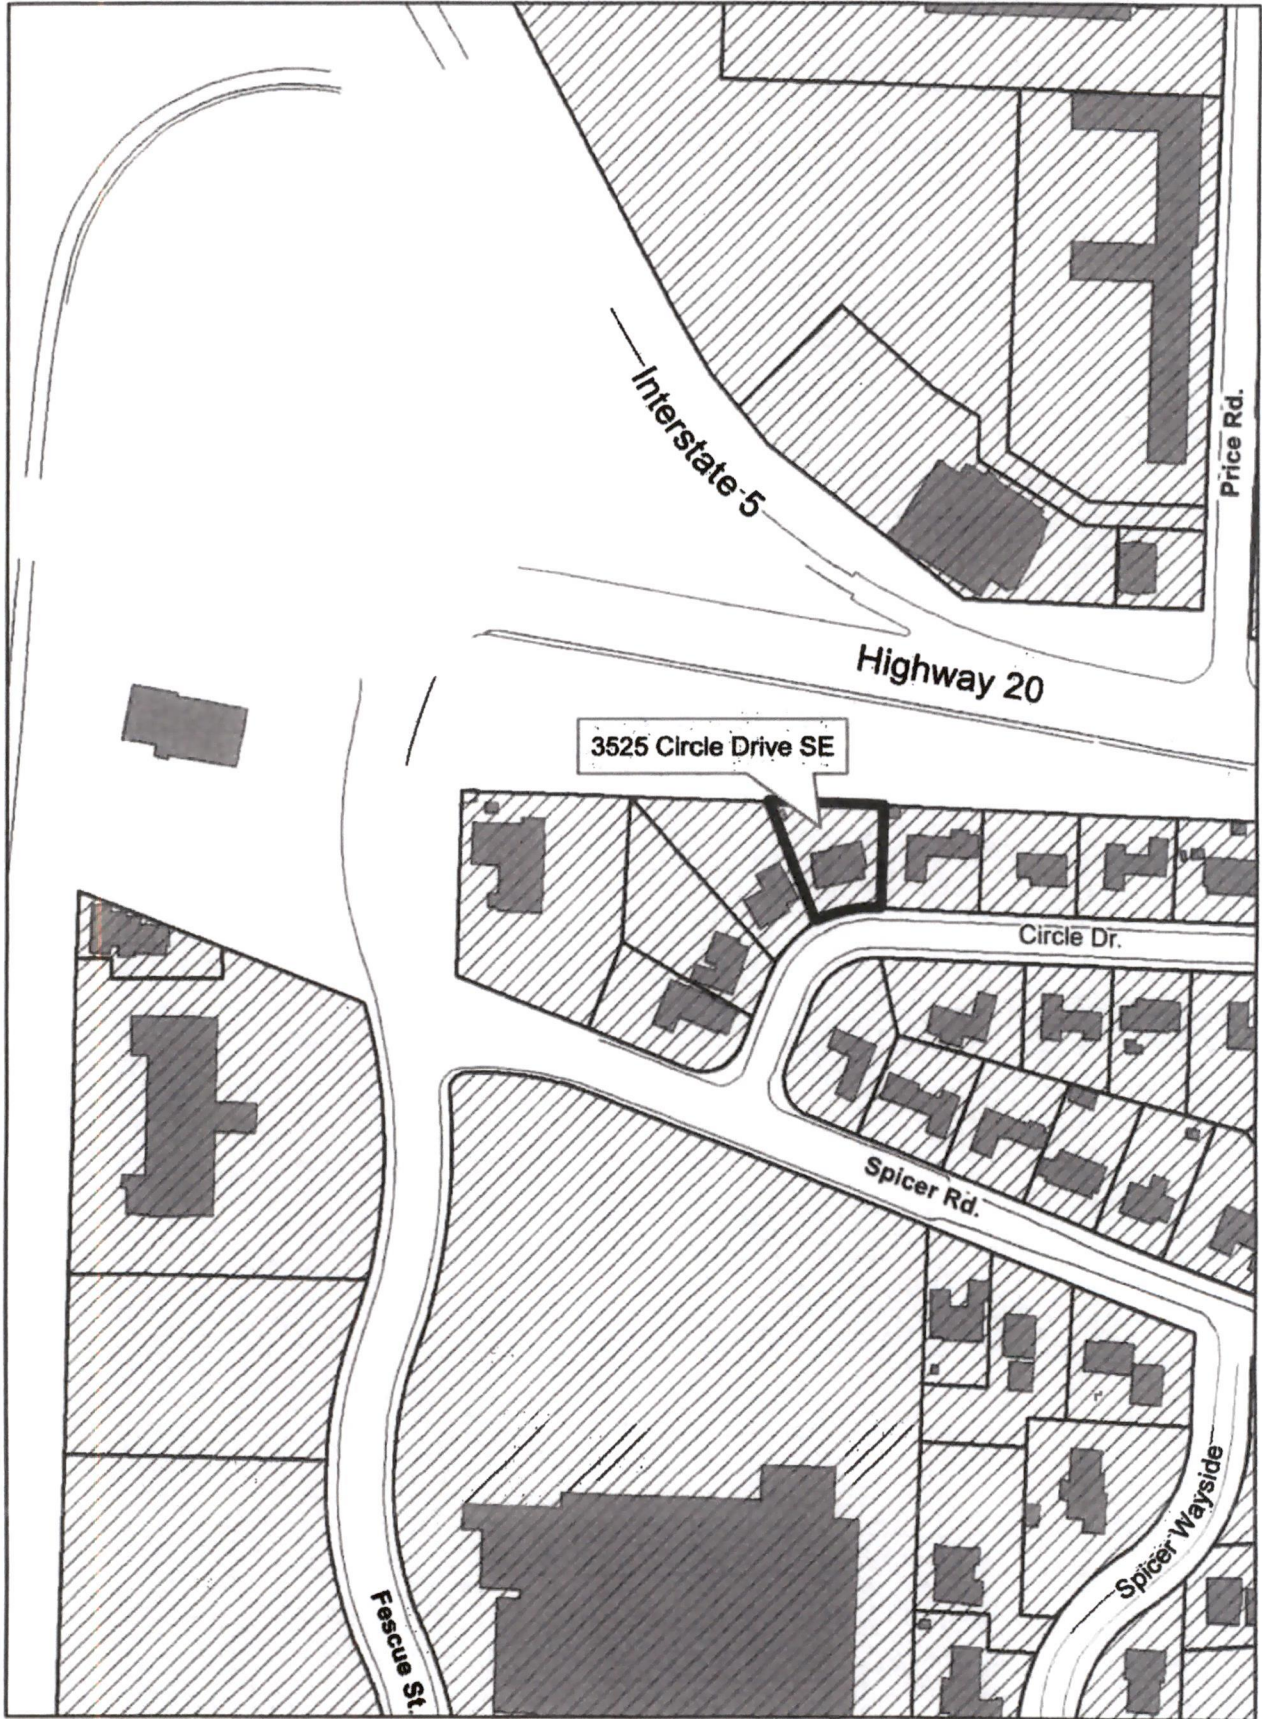 Interstate 5
Price Rd.
Highway 20
3525 Circle Drive SE
Circle Dr.
Spicer Rd.
Spicer Wayside
Fescue St.